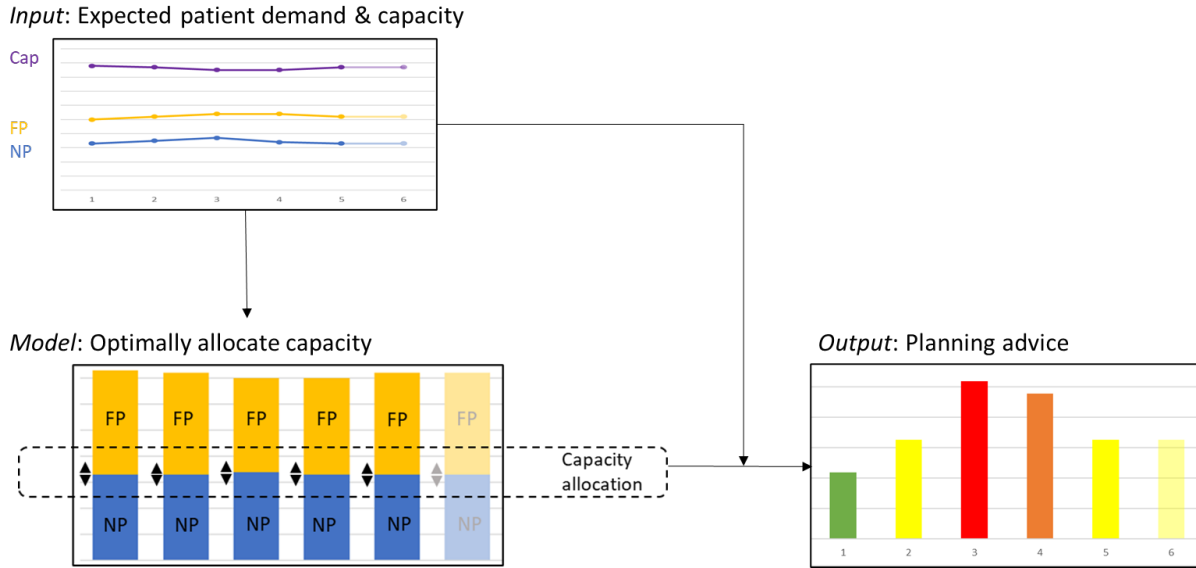 Input: Expected patient demand & capacity
Cap
FP
NP
1 2 3 4 5 6
Model: Optimally allocate capacity
FP FP FP FP FP FP
Capacity
allocation
NP NP NP NP NP NP
Output: Planning advice
1 2 3 4 5 6